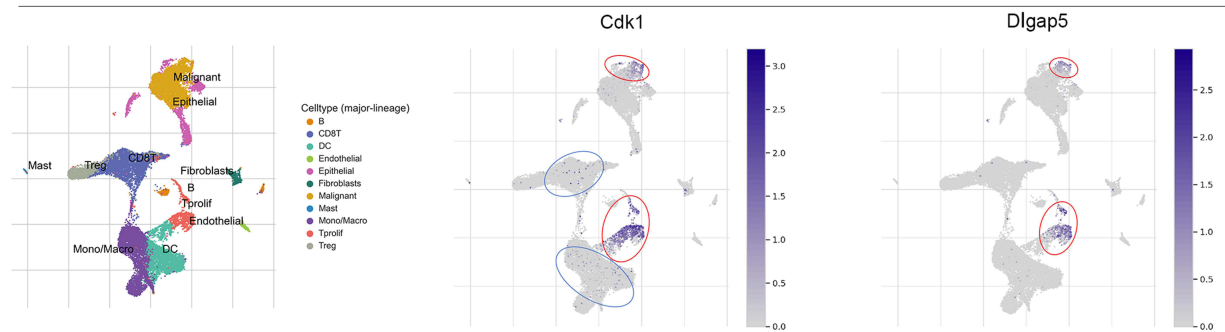 Cdk1
Dlgap5
Malignant
Epithelial
Mast
Treg
CD8T
Fibroblasts
B
Tprolif
Endothelial
Mono/Macro
DC
Celltype (major-lineage)
B
CD8T
DC
Endothelial
Epithelial
Fibroblasts
Malignant
Mast
Mono/Macro
Tprolif
Treg
3.0
2.5
2.0
1.5
1.0
0.5
0.0
2.5
2.0
1.5
1.0
0.5
0.0